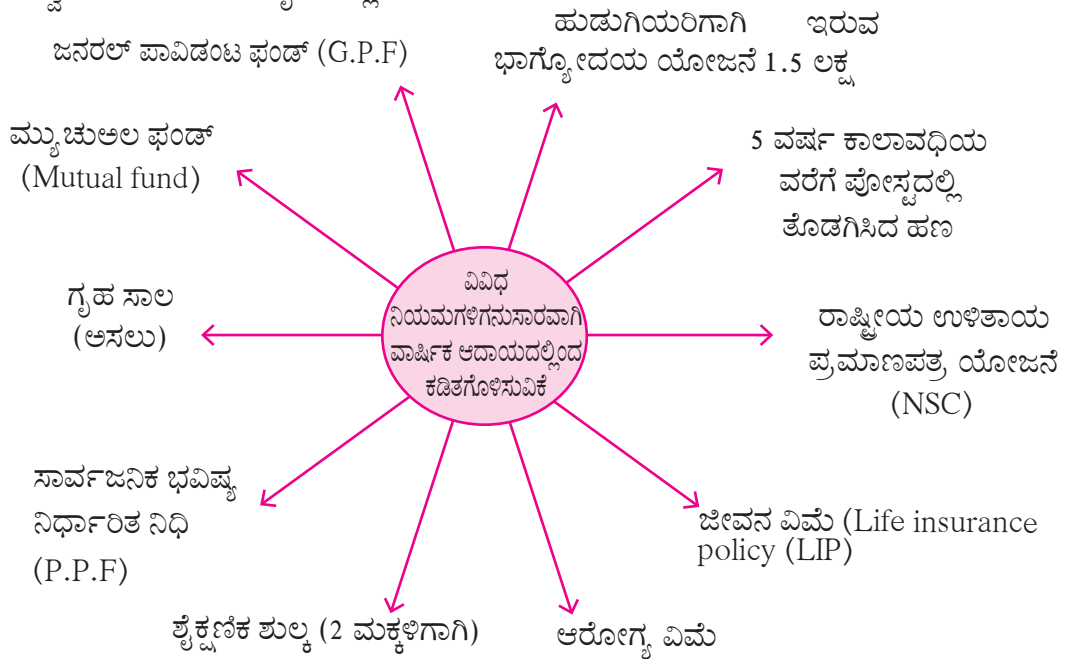 ಜನರಲ್ ಪಾವಿಡಂಟ ಫಂಡ್ (G.P.F)
ಹುಡುಗಿಯರಿಗಾಗಿ ಇರುವ
ಭಾಗ್ಯೋದಯ ಯೋಜನೆ 1.5 ಲಕ್ಷ
ಮ್ಯುಚುಅಲ ಫಂಡ್
(Mutual fund)
5 ವರ್ಷ ಕಾಲಾವಧಿಯ
ವರೆಗೆ ಪೋಸ್ಟದಲ್ಲಿ
ತೊಡಗಿಸಿದ ಹಣ
ಗೃಹ ಸಾಲ
(ಅಸಲು)
ವಿವಿಧ
ನಿಯಮಗಳಿಗನುಸಾರವಾಗಿ
ವಾರ್ಷಿಕ ಆದಾಯದಲ್ಲಿಂದ
ಕಡಿತಗೊಳಿಸುವಿಕೆ
ರಾಷ್ಟ್ರೀಯ ಉಳಿತಾಯ
ಪ್ರಮಾಣಪತ್ರ ಯೋಜನೆ
(NSC)
ಸಾರ್ವಜನಿಕ ಭವಿಷ್ಯ
ನಿರ್ಧಾರಿತ ನಿಧಿ
(P.P.F)
ಜೀವನ ವಿಮೆ (Life insurance
policy (LIP)
ಶೈಕ್ಷಣಿಕ ಶುಲ್ಕ (2 ಮಕ್ಕಳಿಗಾಗಿ)
ಆರೋಗ್ಯ ವಿಮೆ